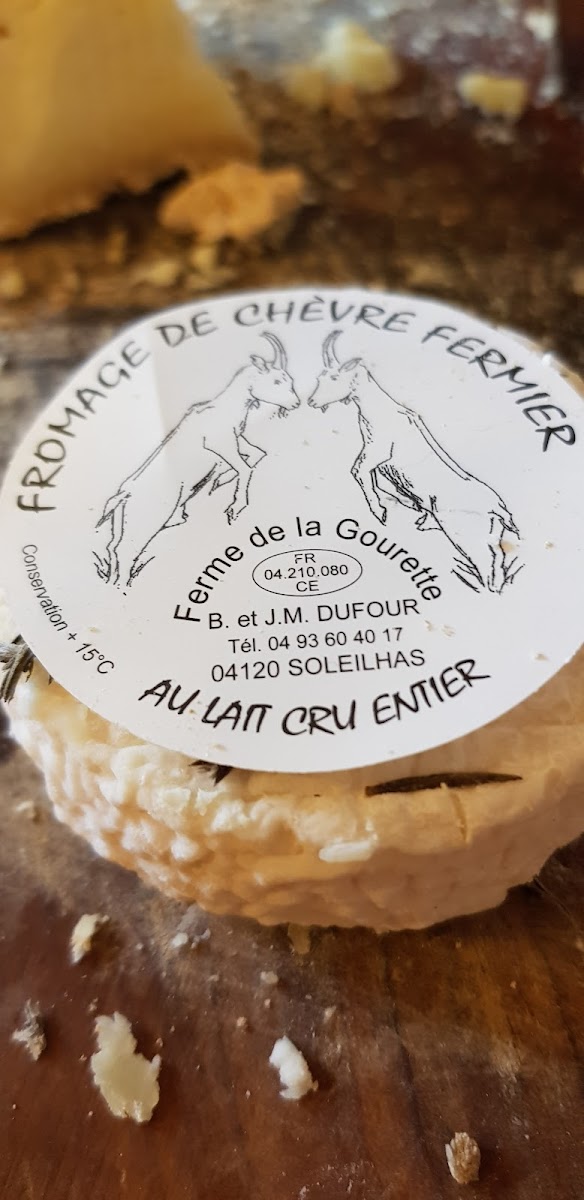 FROMAGE DE CHÈVRE FERMIER
Ferme de la Gourette
FR
04.210.080
CE
B. et J.M. DUFOUR
Tél. 04 93 60 40 17
04120 SOLEILHAS
AU LAIT CRU ENTIER
Conservation + 15°C